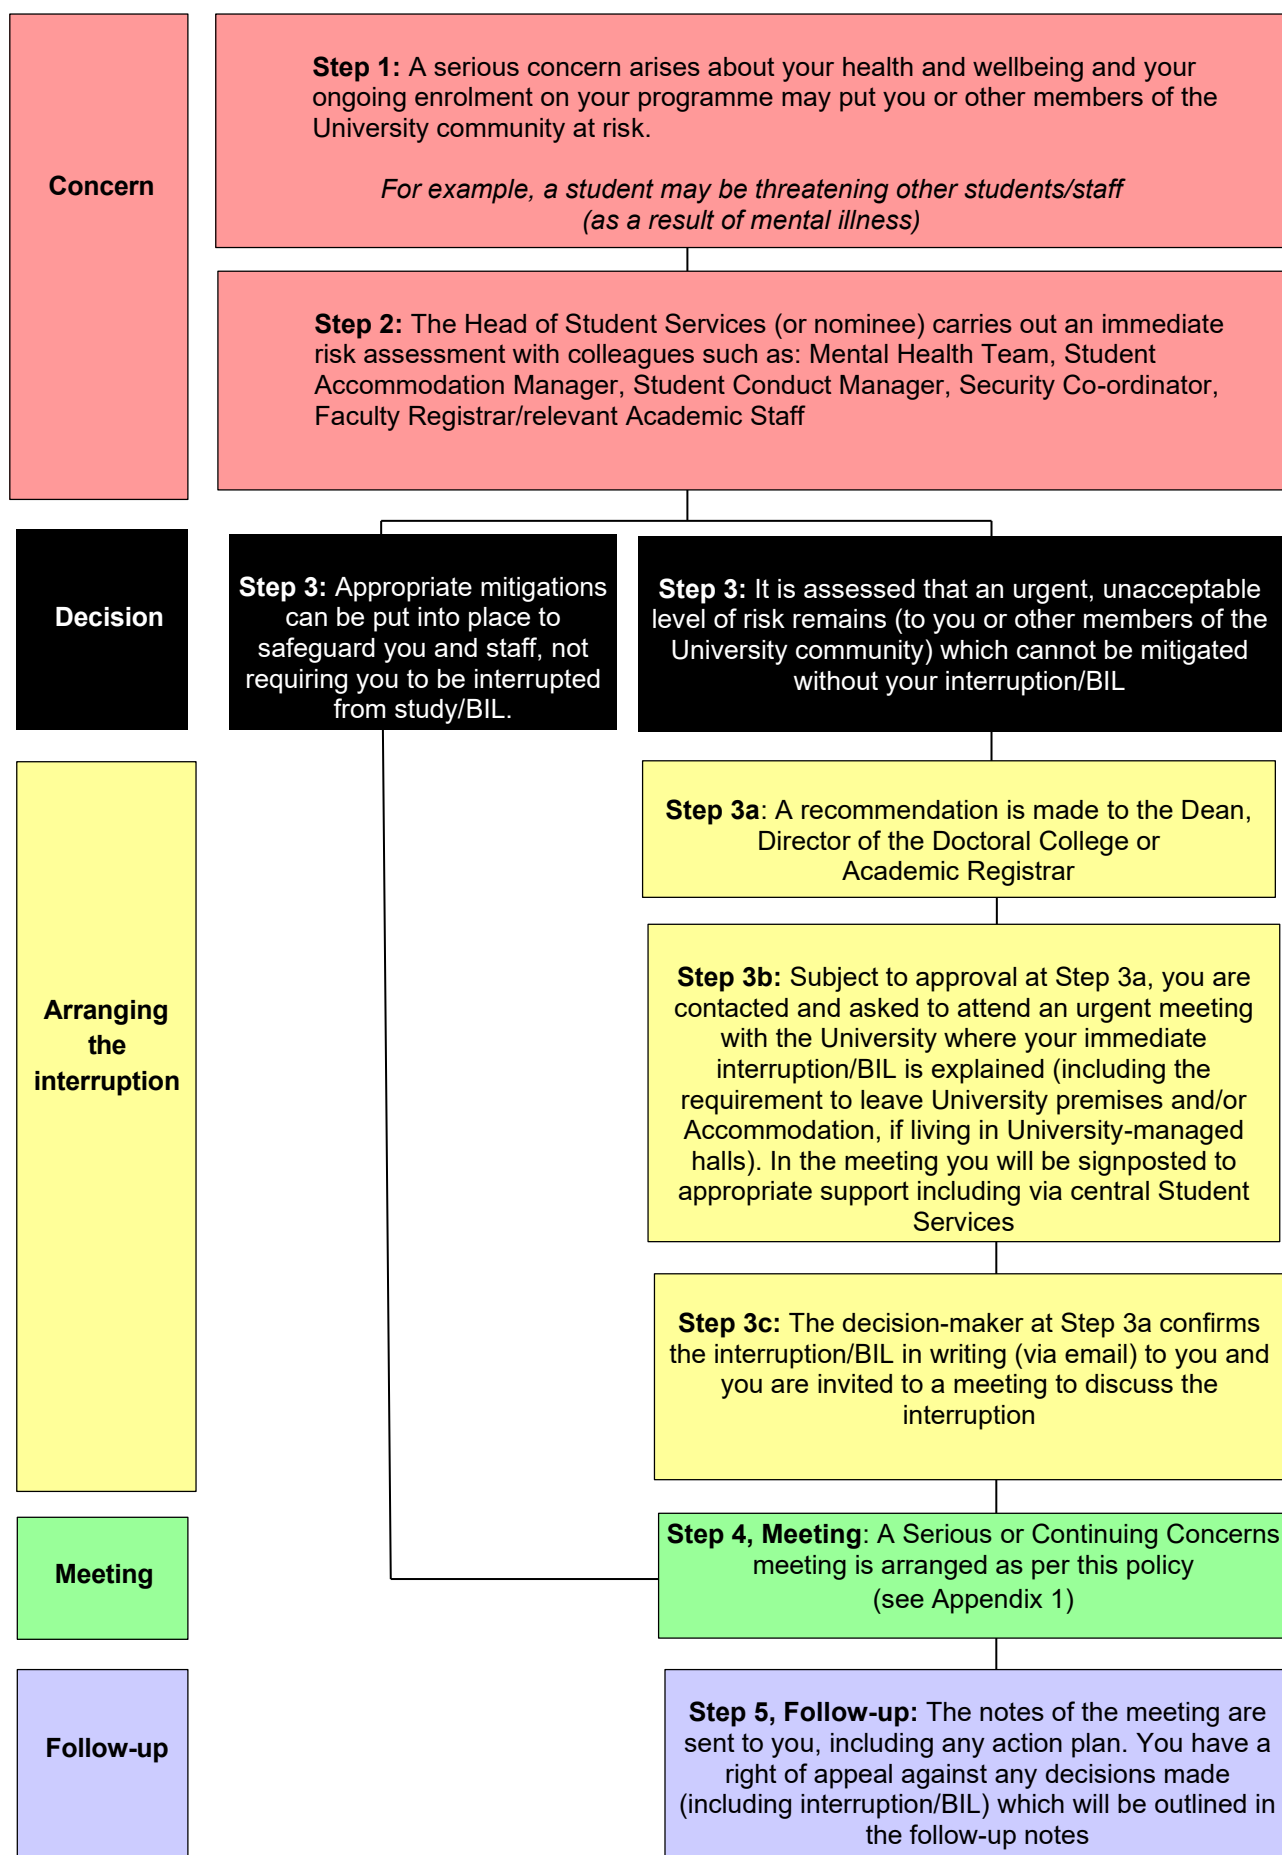 Concern
Step 1: A serious concern arises about your health and wellbeing and your
ongoing enrolment on your programme may put you or other members of the
University community at risk.
For example, a student may be threatening other students/staff
(as a result of mental illness)
Step 2: The Head of Student Services (or nominee) carries out an immediate
risk assessment with colleagues such as: Mental Health Team, Student
Accommodation Manager, Student Conduct Manager, Security Co-ordinator,
Faculty Registrar/relevant Academic Staff
Decision
Step 3: Appropriate mitigations
can be put into place to
safeguard you and staff, not
requiring you to be interrupted
from study/BIL.
Step 3: It is assessed that an urgent, unacceptable
level of risk remains (to you or other members of the
University community) which cannot be mitigated
without your interruption/BIL
Arranging
the
interruption
Step 3a: A recommendation is made to the Dean,
Director of the Doctoral College or
Academic Registrar
Step 3b: Subject to approval at Step 3a, you are
contacted and asked to attend an urgent meeting
with the University where your immediate
interruption/BIL is explained (including the
requirement to leave University premises and/or
Accommodation, if living in University-managed
halls). In the meeting you will be signposted to
appropriate support including via central Student
Services
Step 3c: The decision-maker at Step 3a confirms
the interruption/BIL in writing (via email) to you and
you are invited to a meeting to discuss the
interruption
Meeting
Step 4, Meeting: A Serious or Continuing Concerns
meeting is arranged as per this policy
(see Appendix 1)
Follow-up
Step 5, Follow-up: The notes of the meeting are
sent to you, including any action plan. You have a
right of appeal against any decisions made
(including interruption/BIL) which will be outlined in
the follow-up notes